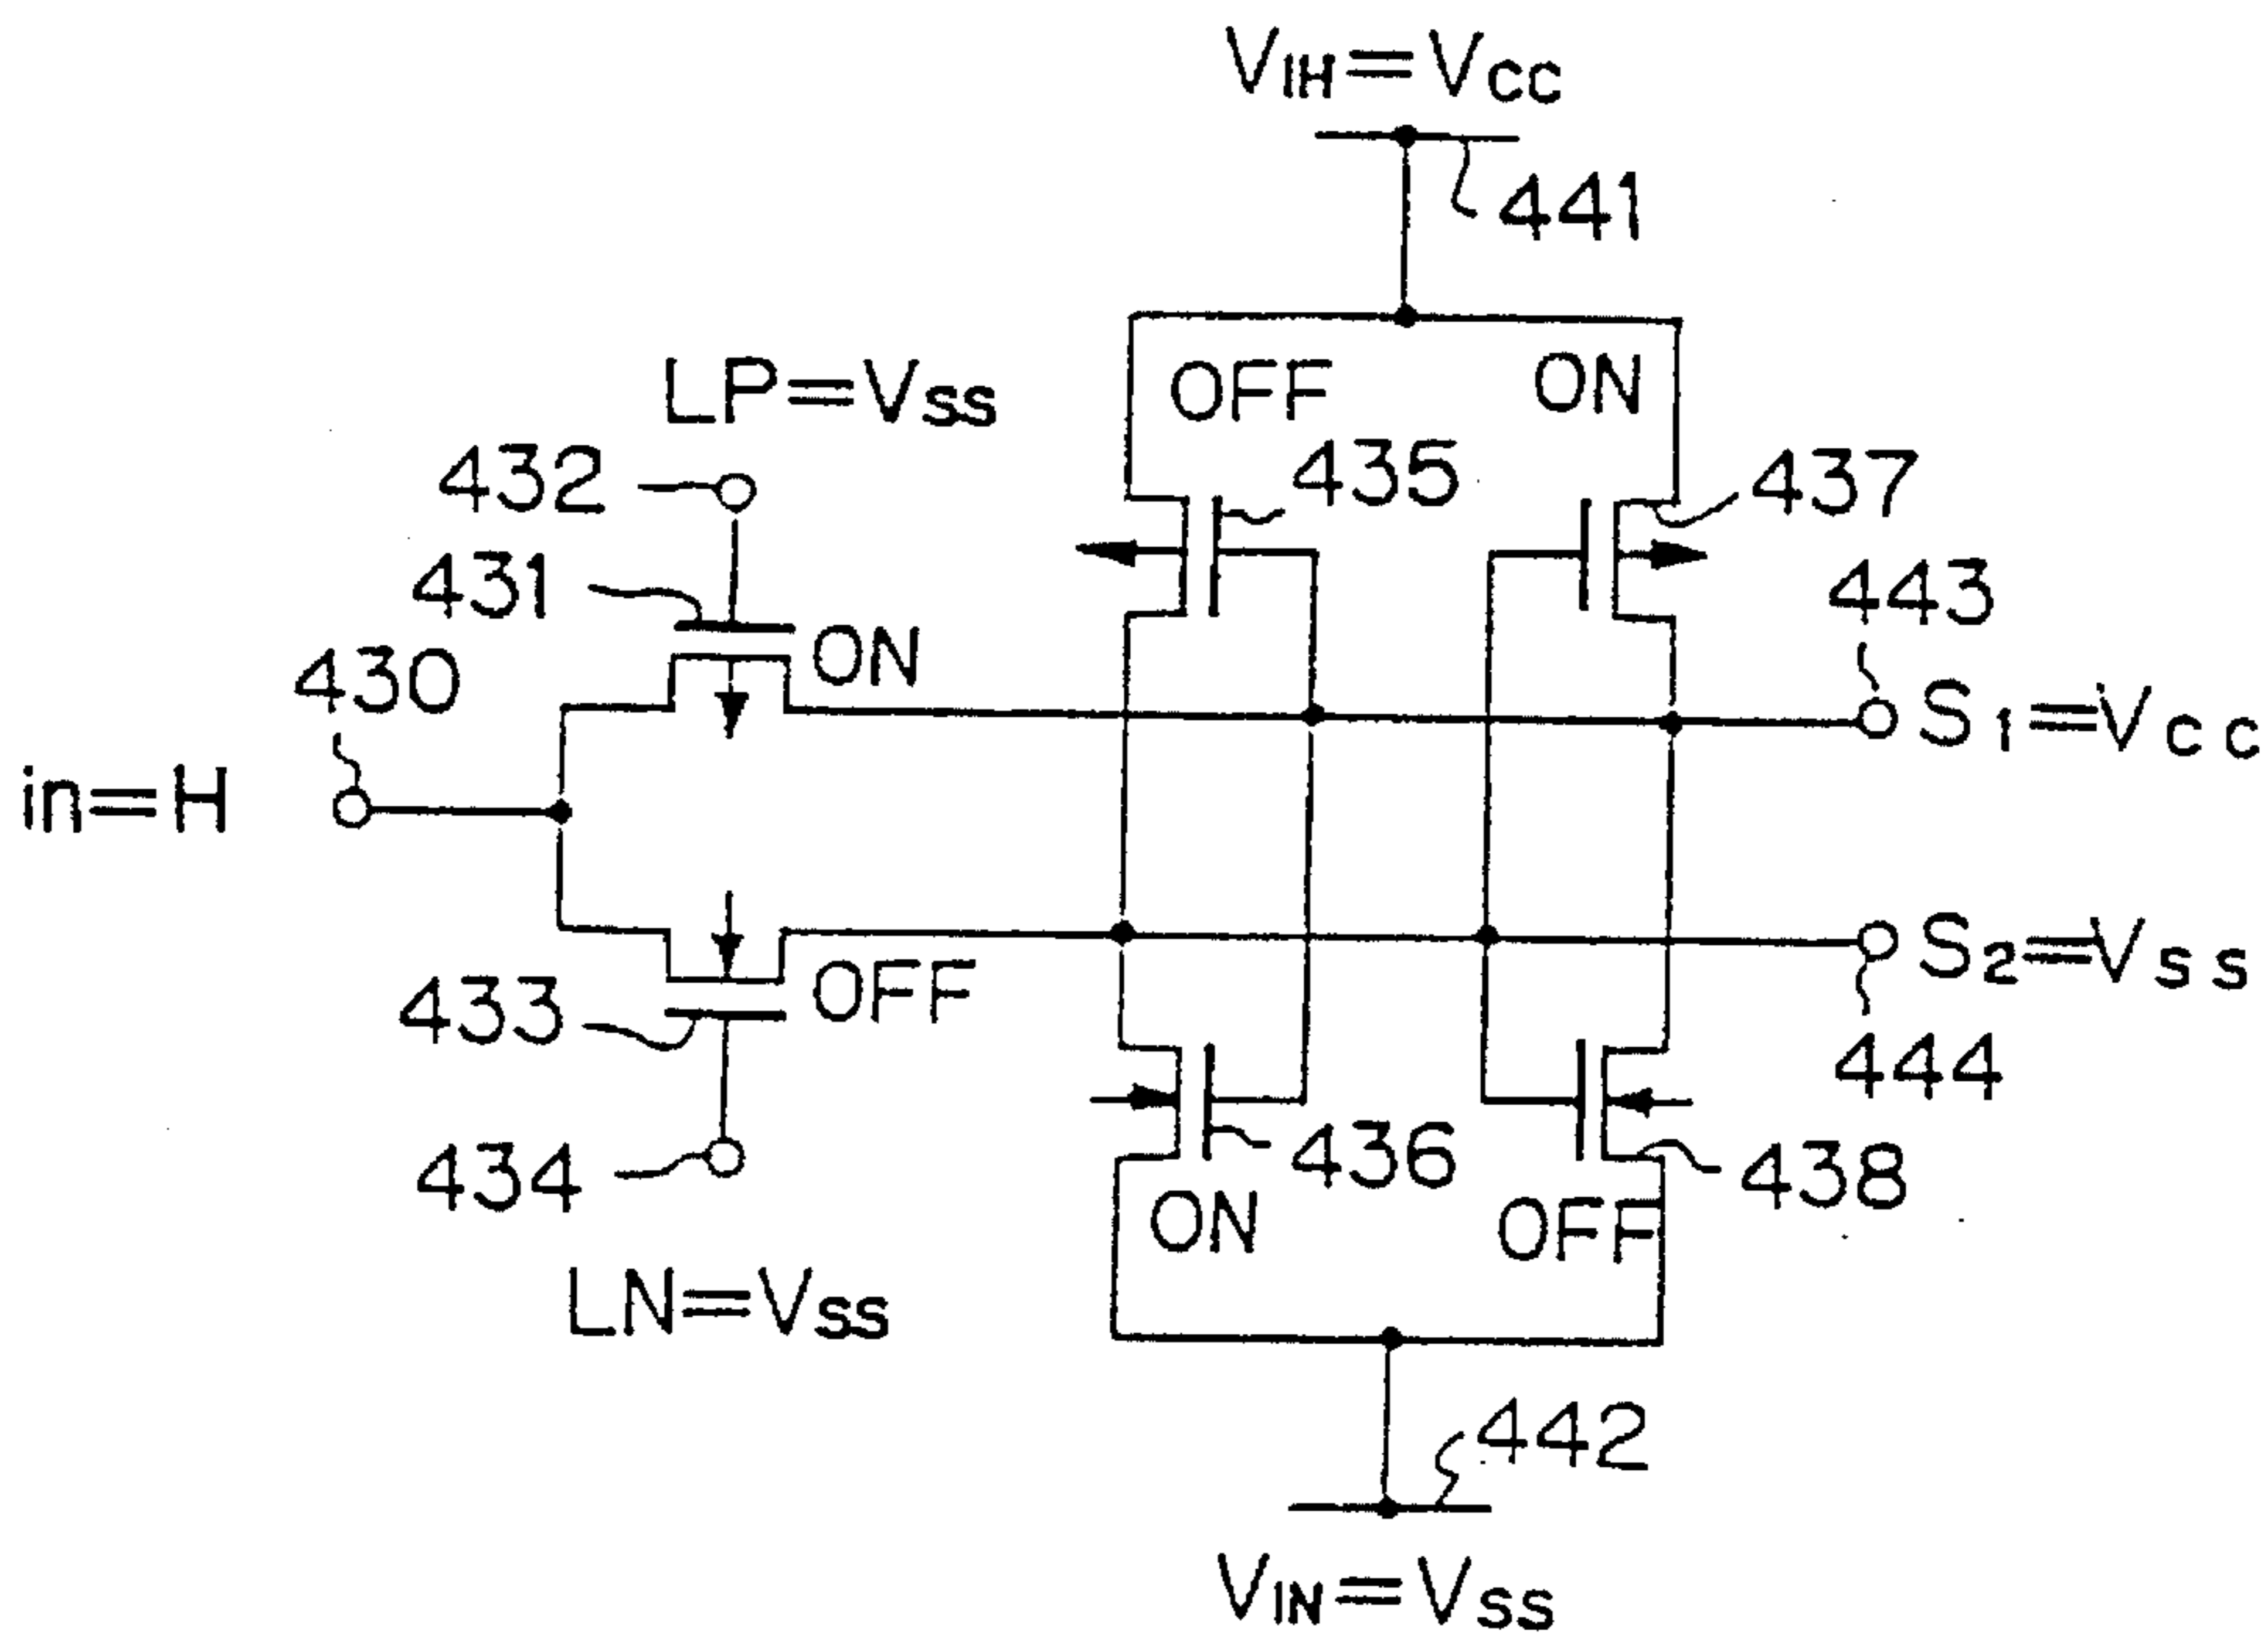 VIH=Vcc
441
LP=Vss
OFF
ON
432
435
437
431
443
ON
430
S1=Vcc
in=H
S2=Vss
433
OFF
444
434
436
438
ON
OFF
LN=Vss
442
VIN=Vss